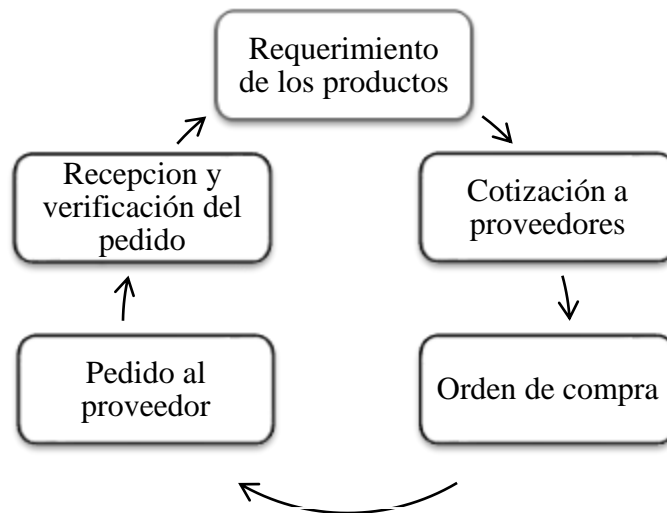 Requerimiento
de los productos
Cotización a
proveedores
Orden de compra
Pedido al
proveedor
Recepcion y
verificación del
pedido